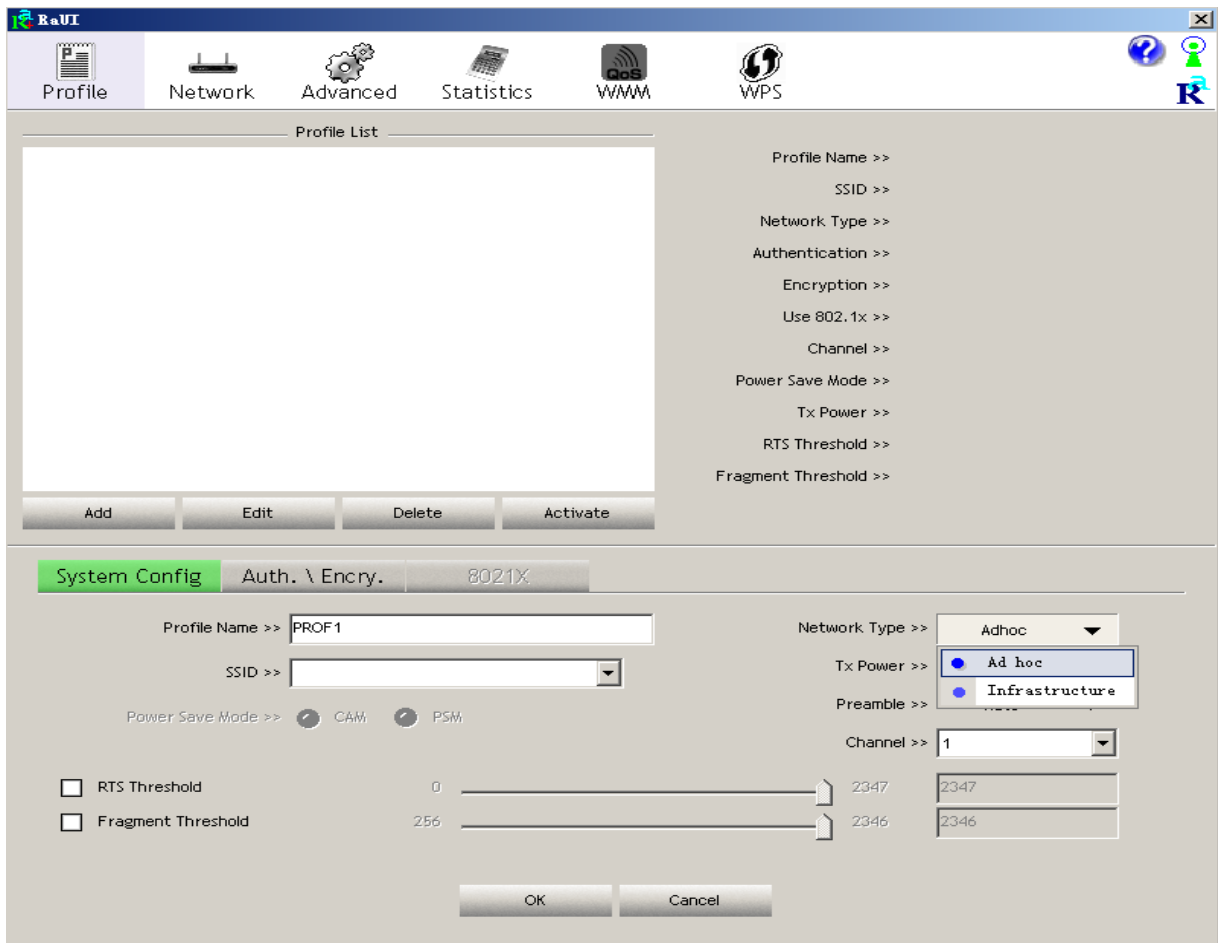 RaUI
Profile Network Advanced Statistics QoS WMM WPS
Profile List
Profile Name >>
SSID >>
Network Type >>
Authentication >>
Encryption >>
Use 802.1x >>
Channel >>
Power Save Mode >>
Tx Power >>
RTS Threshold >>
Fragment Threshold >>
Add Edit Delete Activate
System Config Auth. \ Encry. 8021X
Profile Name >> PROF1 Network Type >> Adhoc
SSID >> Tx Power >> Ad hoc
Infrastructure
Power Save Mode >> CAM PSM Preamble >>
Channel >> 1
RTS Threshold 0 2347 2347
Fragment Threshold 256 2346 2346
OK Cancel